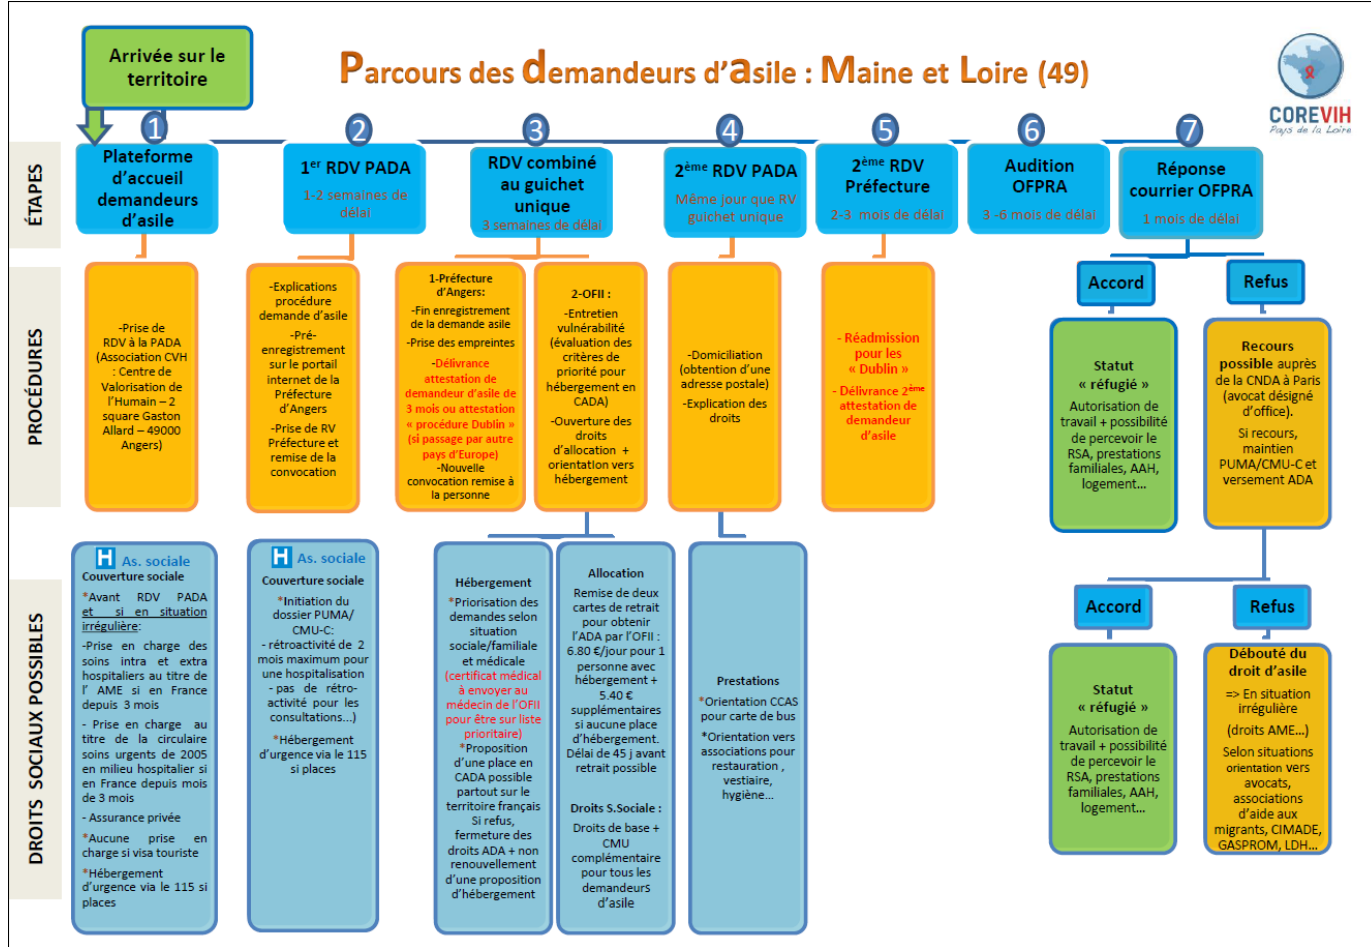 Arrivée sur le
territoire
Parcours des demandeurs d'asile : Maine et Loire (49)
COREVIH
Pays de la Loire
ÉTAPES
1
Plateforme
d'accueil
demandeurs
d'asile
2
1er RDV PADA
1-2 semaines de
délai
3
RDV combiné
au guichet
unique
3 semaines de délai
4
2ème RDV PADA
Même jour que RV
guichet unique
5
2ème RDV
Préfecture
2-3 mois de délai
6
Audition
OFPRA
3 -6 mois de délai
7
Réponse
courrier OFPRA
1 mois de délai
PROCÉDURES
-Prise de
RDV à la PADA
(Association CVH
: Centre de
Valorisation de
l'Humain – 2
square Gaston
Allard – 49000
Angers)
-Explications
procédure
demande d'asile
-Pré-
enregistrement
sur le portail
internet de la
Préfecture
d'Angers
-Prise de RV
Préfecture et
remise de la
convocation
1-Préfecture
d'Angers:
-Fin enregistrement
de la demande asile
-Prise des empreintes
-Délivrance
attestation de
demandeur d'asile de
3 mois ou attestation
« procédure Dublin »
(si passage par autre
pays d'Europe)
-Nouvelle
convocation remise à
la personne
2-OFII :
-Entretien
vulnérabilité
(évaluation des
critères de
priorité pour
hébergement en
CADA)
-Ouverture des
droits
d'allocation +
orientation vers
hébergement
-Domiciliation
(obtention d'une
adresse postale)
-Explication des
droits
- Réadmission
pour les
« Dublin »
- Délivrance 2ème
attestation de
demandeur
d'asile
Accord
Statut
« réfugié »
Autorisation de
travail + possibilité
de percevoir le
RSA, prestations
familiales, AAH,
logement...
Refus
Recours
possible auprès
de la CNDA à Paris
(avocat désigné
d'office).
Si recours,
maintien
PUMA/CMU-C et
versement ADA
DROITS SOCIAUX POSSIBLES
H As. sociale
Couverture sociale
*Avant RDV PADA
et si en situation
irrégulière:
-Prise en charge des
soins intra et extra
hospitaliers au titre de
l' AME si en France
depuis 3 mois
- Prise en charge au
titre de la circulaire
soins urgents de 2005
en milieu hospitalier si
en France depuis mois
de 3 mois
- Assurance privée
*Aucune prise en
charge si visa touriste
*Hébergement
d'urgence via le 115 si
places
H As. sociale
Couverture sociale
*Initiation du
dossier PUMA/
CMU-C:
- rétroactivité de 2
mois maximum pour
une hospitalisation
- pas de rétro-
activité pour les
consultations...)
*Hébergement
d'urgence via le 115
si places
Hébergement
*Priorisation des
demandes selon
situation
sociale/familiale
et médicale
(certificat médical
à envoyer au
médecin de l'OFII
pour être sur liste
prioritaire)
*Proposition
d'une place en
CADA possible
partout sur le
territoire français
Si refus,
fermeture des
droits ADA + non
renouvellement
d'une proposition
d'hébergement
Allocation
Remise de deux
cartes de retrait
pour obtenir
l'ADA par l'OFII :
6.80 €/jour pour 1
personne avec
hébergement +
5.40 €
supplémentaires
si aucune place
d'hébergement.
Délai de 45 j avant
retrait possible
Droits S.Sociale :
Droits de base +
CMU
complémentaire
pour tous les
demandeurs
d'asile
Prestations
*Orientation CCAS
pour carte de bus
*Orientation vers
associations pour
restauration ,
vestiaire,
hygiène...
Accord
Statut
« réfugié »
Autorisation de
travail + possibilité
de percevoir le
RSA, prestations
familiales, AAH,
logement...
Refus
Débouté du
droit d'asile
=> En situation
irrégulière
(droits AME...)
Selon situations
orientation vers
avocats,
associations
d'aide aux
migrants, CIMADE,
GASPROM, LDH...